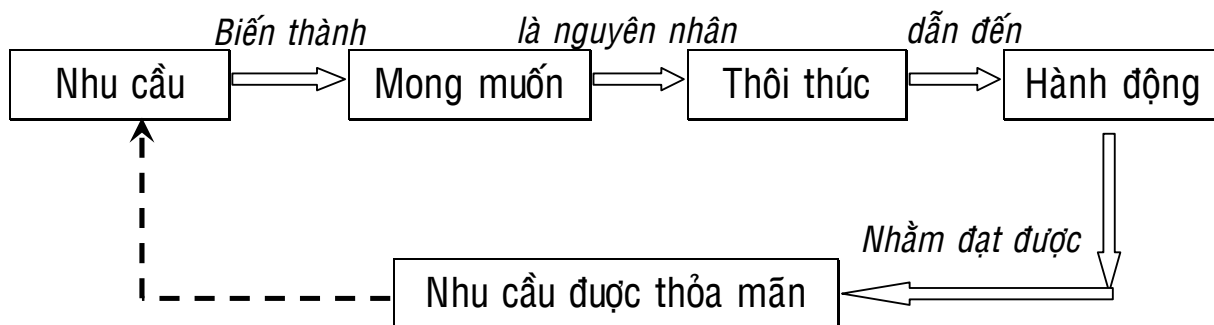 Biến thành
là nguyên nhân
dẫn đến
Nhu cầu
Mong muốn
Thôi thúc
Hành động
Nhằm đạt được
Nhu cầu đuợc thỏa mãn